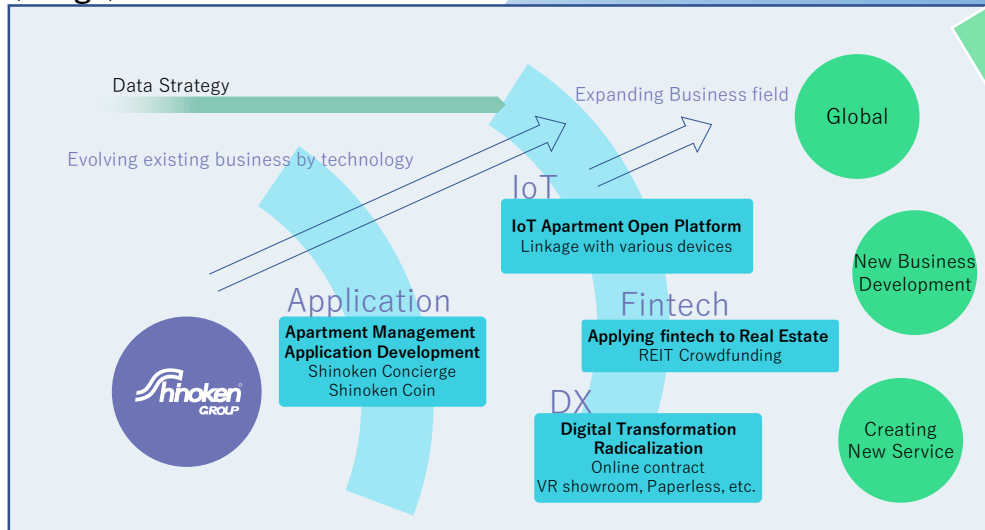 Data Strategy
Expanding Business field
Global
Evolving existing business by technology
IoT
IoT Apartment Open Platform
Linkage with various devices
New Business
Development
Application
Apartment Management
Application Development
Shinoken Concierge
Shinoken Coin
Fintech
Applying fintech to Real Estate
REIT Crowdfunding
Shinoken
GROUP
DX
Digital Transformation
Radicalization
Online contract
VR showroom, Paperless, etc.
Creating
New Service